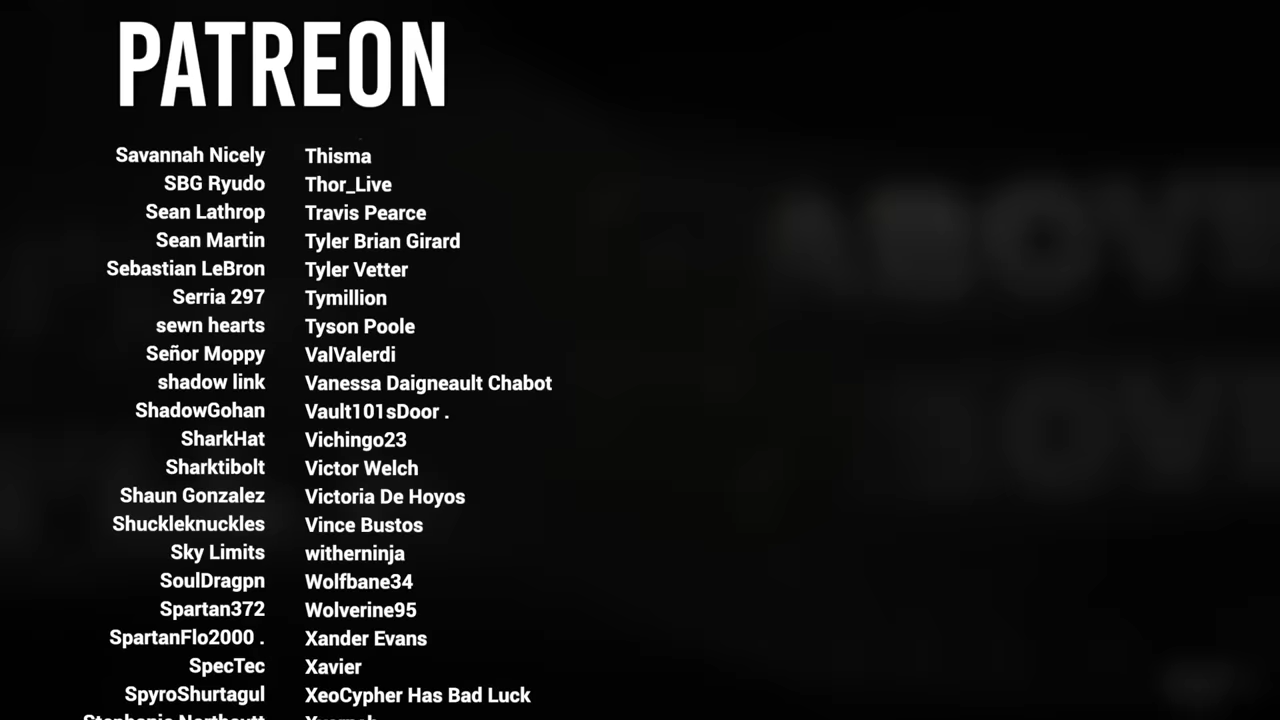 PATREON
Savannah Nicely
SBG Ryudo
Sean Lathrop
Sean Martin
Sebastian LeBron
Serria 297
sewn hearts
Señor Moppy
shadow link
ShadowGohan
SharkHat
Sharktibolt
Shaun Gonzalez
Shuckleknuckles
Sky Limits
SoulDragpn
Spartan372
SpartanFlo2000 .
SpecTec
SpyroShurtagul
Thisma
Thor_Live
Travis Pearce
Tyler Brian Girard
Tyler Vetter
Tymillion
Tyson Poole
ValValerdi
Vanessa Daigneault Chabot
Vault101sDoor .
Vichingo23
Victor Welch
Victoria De Hoyos
Vince Bustos
witherninja
Wolfbane34
Wolverine95
Xander Evans
Xavier
XeoCypher Has Bad Luck